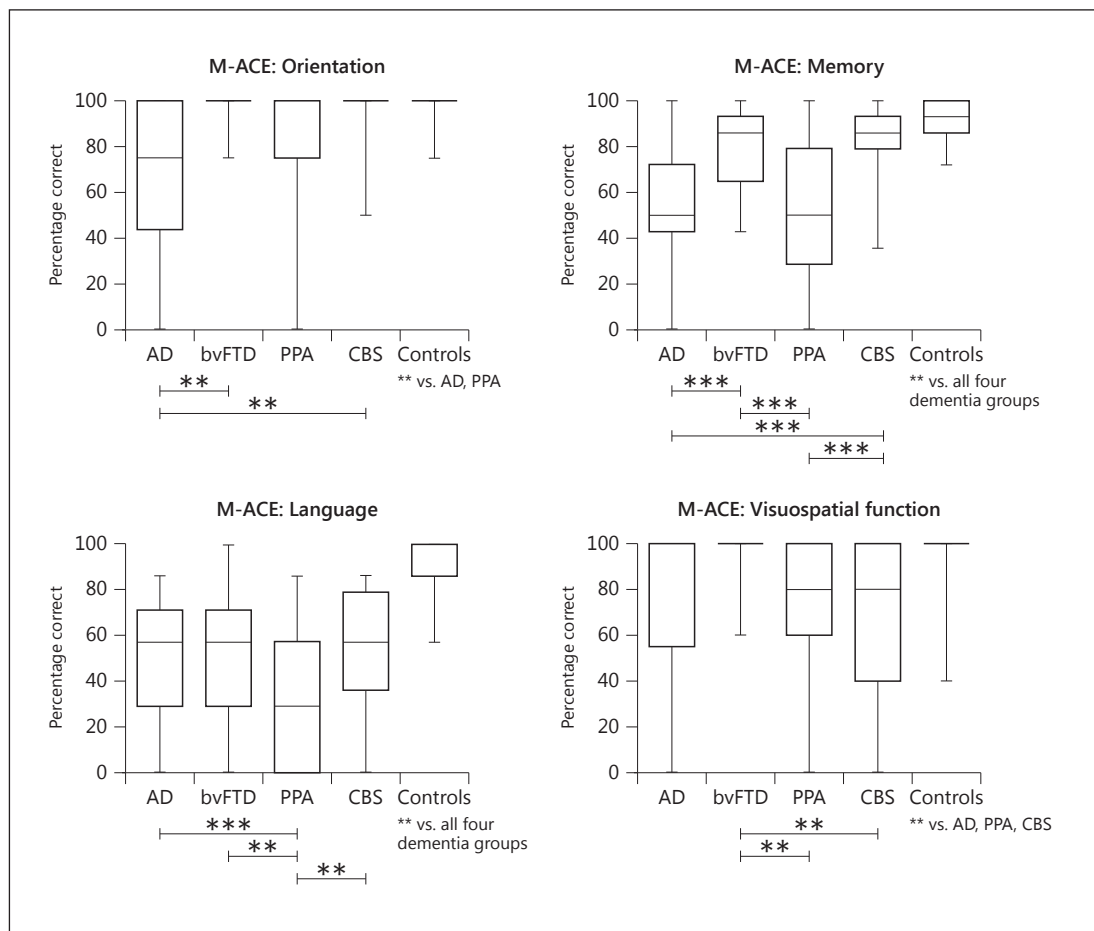 M-ACE: Orientation
Percentage correct
100
80
60
40
20
0
AD bvFTD PPA CBS Controls
** vs. AD, PPA
**
**
M-ACE: Memory
Percentage correct
100
80
60
40
20
0
AD bvFTD PPA CBS Controls
** vs. all four
dementia groups
***
***
***
***
M-ACE: Language
Percentage correct
100
80
60
40
20
0
AD bvFTD PPA CBS Controls
** vs. all four
dementia groups
***
**
**
M-ACE: Visuospatial function
Percentage correct
100
80
60
40
20
0
AD bvFTD PPA CBS Controls
** vs. AD, PPA, CBS
**
**